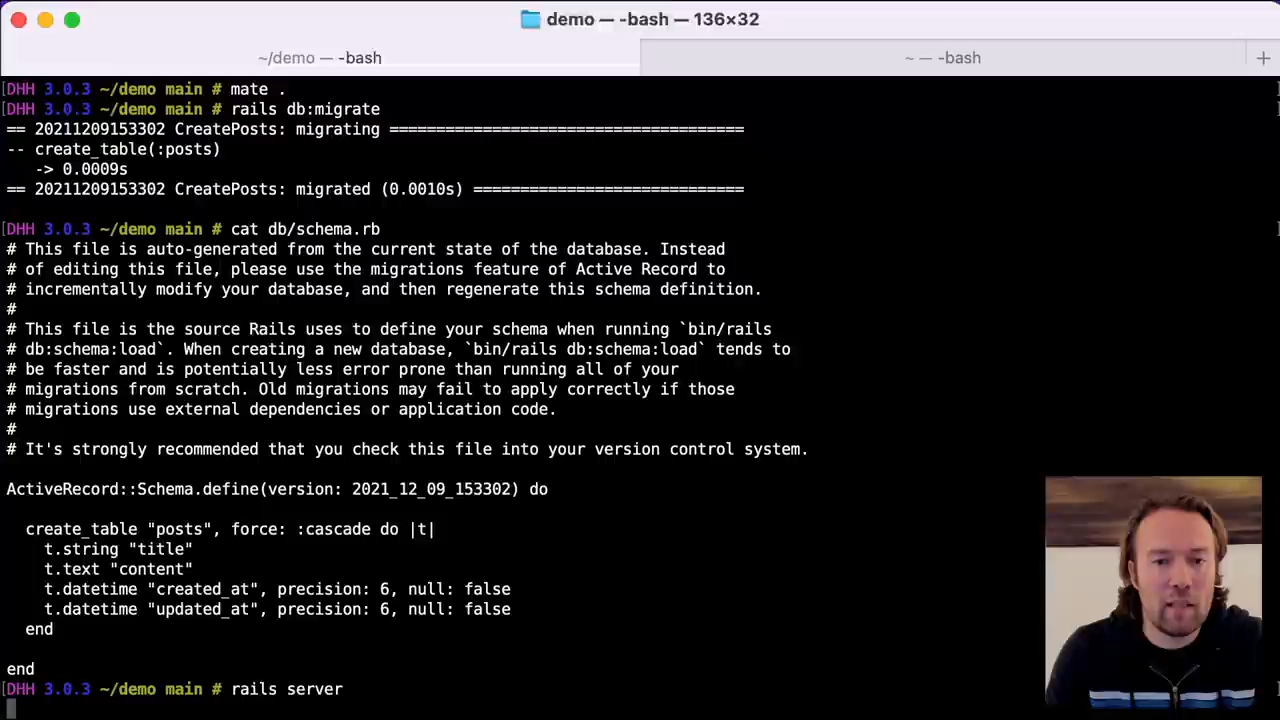 demo — -bash — 136×32
~/demo — -bash
~ — -bash
[DHH 3.0.3 ~/demo main # mate .
[DHH 3.0.3 ~/demo main # rails db:migrate
== 20211209153302 CreatePosts: migrating ======================================
-- create_table(:posts)
   -> 0.0009s
== 20211209153302 CreatePosts: migrated (0.0010s) =============================
[DHH 3.0.3 ~/demo main # cat db/schema.rb
# This file is auto-generated from the current state of the database. Instead
# of editing this file, please use the migrations feature of Active Record to
# incrementally modify your database, and then regenerate this schema definition.
#
# This file is the source Rails uses to define your schema when running `bin/rails
# db:schema:load`. When creating a new database, `bin/rails db:schema:load` tends to
# be faster and is potentially less error prone than running all of your
# migrations from scratch. Old migrations may fail to apply correctly if those
# migrations use external dependencies or application code.
#
# It's strongly recommended that you check this file into your version control system.
ActiveRecord::Schema.define(version: 2021_12_09_153302) do
  create_table "posts", force: :cascade do |t|
    t.string "title"
    t.text "content"
    t.datetime "created_at", precision: 6, null: false
    t.datetime "updated_at", precision: 6, null: false
  end
end
[DHH 3.0.3 ~/demo main # rails server